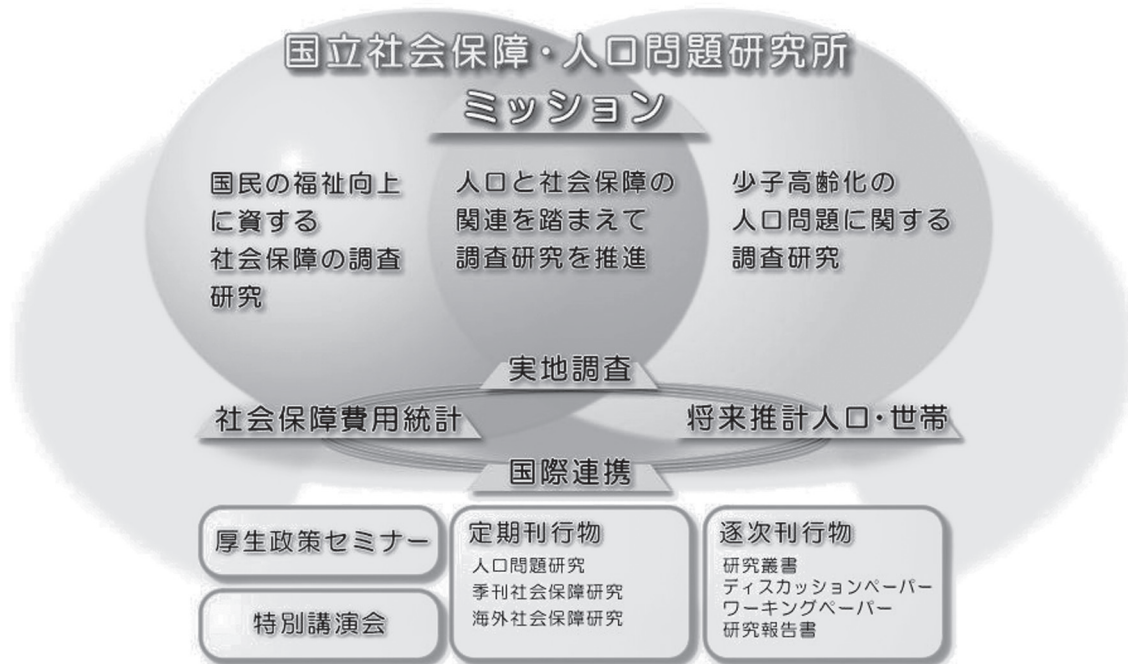 国立社会保障・人口問題研究所
ミッション
国民の福祉向上
に資する
社会保障の調査
研究
人口と社会保障の
関連を踏まえて
調査研究を推進
少子高齢化の
人口問題に関する
調査研究
実地調査
社会保障費用統計
将来推計人口・世帯
国際連携
厚生政策セミナー
特別講演会
定期刊行物
人口問題研究
季刊社会保障研究
海外社会保障研究
逐次刊行物
研究叢書
ディスカッションペーパー
ワーキングペーパー
研究報告書